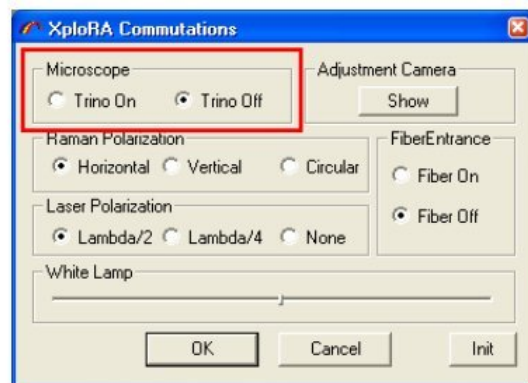 XploRA Commutations
Microscope
Trino On Trino Off
Adjustment Camera
Show
Raman Polarization
Horizontal Vertical Circular
FiberEntrance
Fiber On
Fiber Off
Laser Polarization
Lambda/2 Lambda/4 None
White Lamp
OK Cancel Init